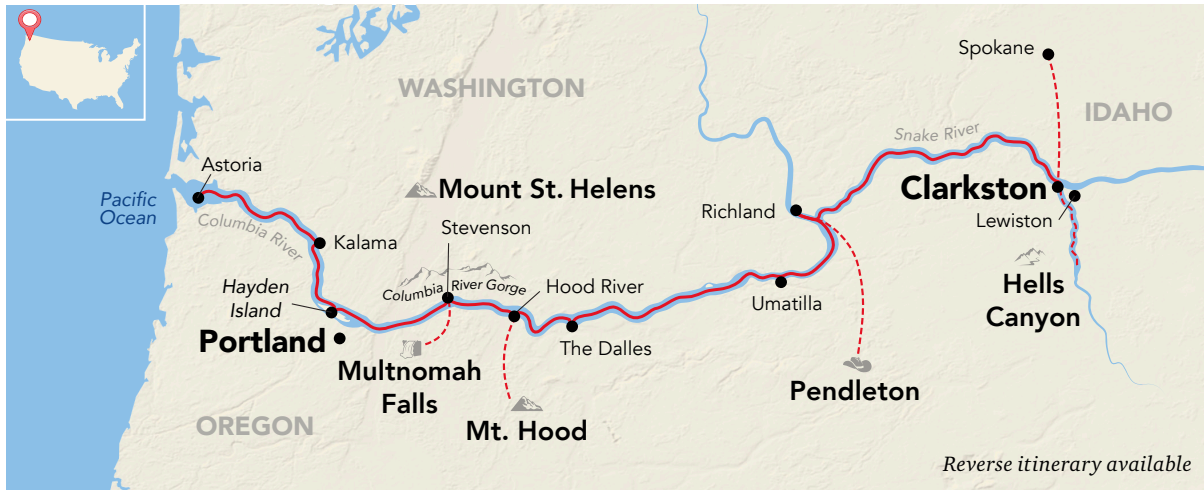 Spokane
WASHINGTON
IDAHO
Snake River
Astoria
Pacific
Ocean
Columbia River
Mount St. Helens
Clarkston
Richland
Lewiston
Stevenson
Kalama
Hayden
Island
Columbia River Gorge
Hood River
Umatilla
Hells
Canyon
Portland
The Dalles
Multnomah
Falls
Pendleton
OREGON
Mt. Hood
Reverse itinerary available